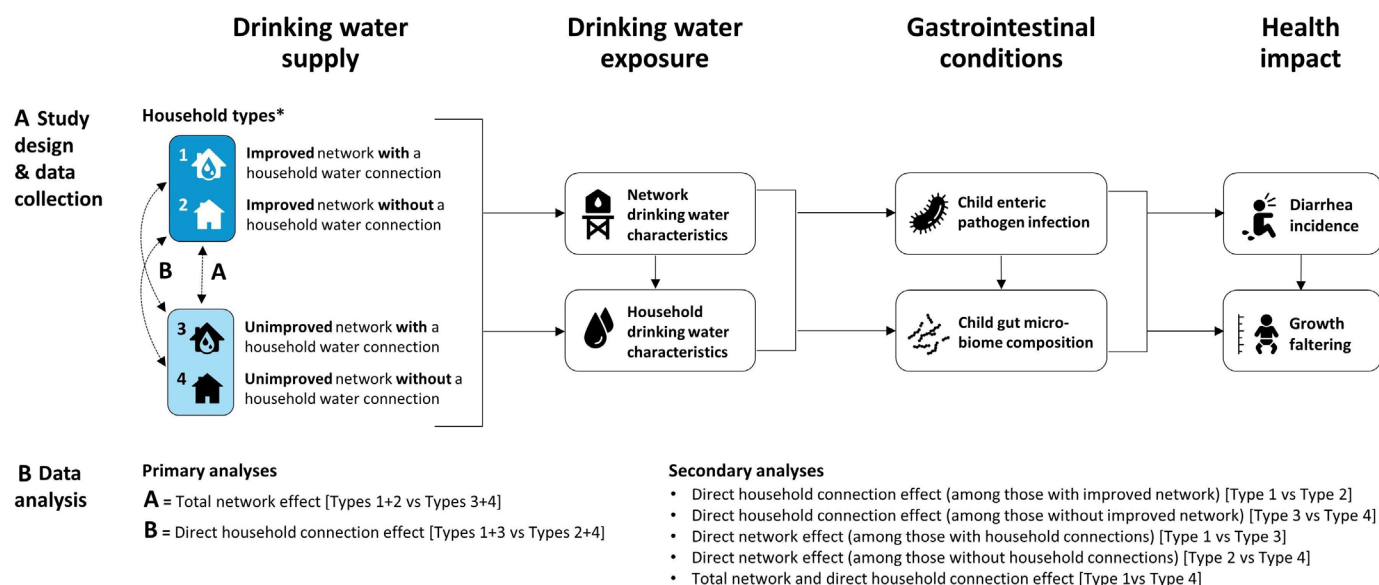 Drinking water
supply
Drinking water
exposure
Gastrointestinal
conditions
Health
impact
A Study
design
& data
collection
Household types*
1
Improved network with a
household water connection
2
Improved network without a
household water connection
B
A
3
Unimproved network with a
household water connection
4
Unimproved network without a
household water connection
Network
drinking water
characteristics
Household
drinking water
characteristics
Child enteric
pathogen infection
Child gut micro-
biome composition
Diarrhea
incidence
Growth
faltering
B Data
analysis
Primary analyses
A = Total network effect [Types 1+2 vs Types 3+4]
B = Direct household connection effect [Types 1+3 vs Types 2+4]
Secondary analyses
• Direct household connection effect (among those with improved network) [Type 1 vs Type 2]
• Direct household connection effect (among those without improved network) [Type 3 vs Type 4]
• Direct network effect (among those with household connections) [Type 1 vs Type 3]
• Direct network effect (among those without household connections) [Type 2 vs Type 4]
• Total network and direct household connection effect [Type 1vs Type 4]